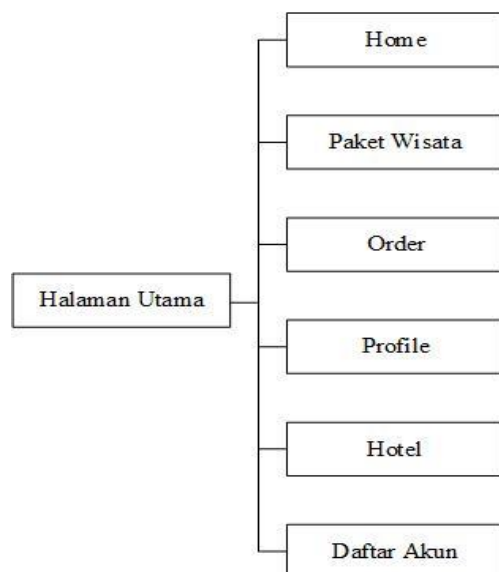 Home
Paket Wisata
Order
Halaman Utama
Profile
Hotel
Daftar Akun